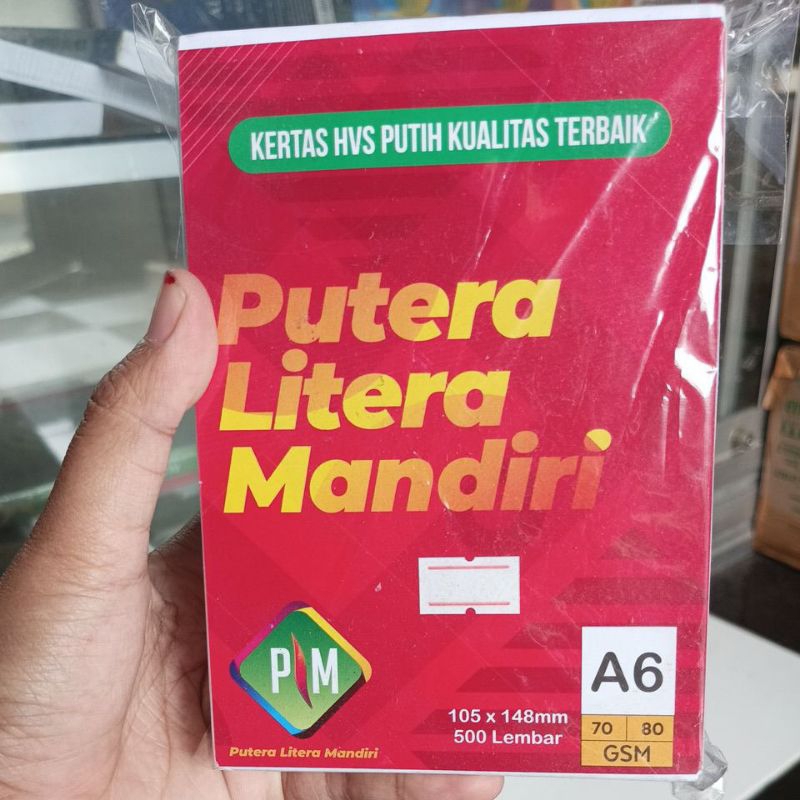 KERTAS HVS PUTIH KUALITAS TERBAIK
Putera
Litera
Mandiri
PM
Putera Litera Mandiri
105 x 148mm
500 Lembar
A6
70 80
GSM